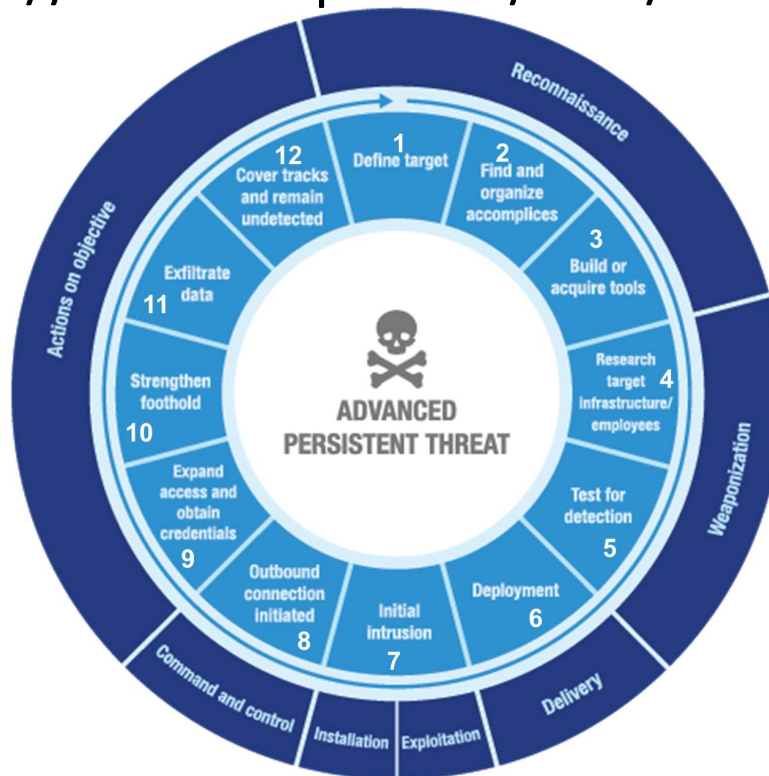 Reconnaissance
Weaponization
Delivery
Exploitation
Installation
Command and control
Actions on objective
1
Define target
2
Find and
organize
accomplices
3
Build or
acquire tools
Research
target 4
infrastructure/
employees
Test for
detection
5
Deployment
6
Initial
intrusion
7
Outbound
connection
initiated
8
Expand
access and
obtain
credentials
9
Strengthen
foothold
10
Exfiltrate
data
11
12
Cover tracks
and remain
undetected
ADVANCED
PERSISTENT THREAT